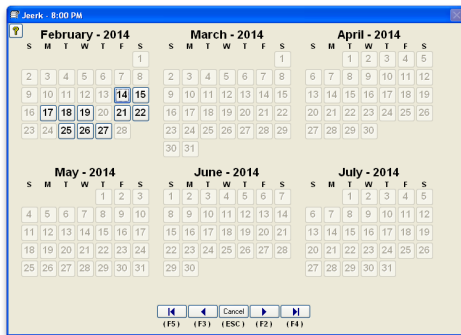 Jeerk - 8:00 PM
?
February - 2014
S M T W T F S
1
2 3 4 5 6 7 8
9 10 11 12 13 14 15
16 17 18 19 20 21 22
23 24 25 26 27 28
March - 2014
S M T W T F S
1
2 3 4 5 6 7 8
9 10 11 12 13 14 15
16 17 18 19 20 21 22
23 24 25 26 27 28 29
30 31
April - 2014
S M T W T F S
1 2 3 4 5
6 7 8 9 10 11 12
13 14 15 16 17 18 19
20 21 22 23 24 25 26
27 28 29 30
May - 2014
S M T W T F S
1 2 3
4 5 6 7 8 9 10
11 12 13 14 15 16 17
18 19 20 21 22 23 24
25 26 27 28 29 30 31
June - 2014
S M T W T F S
1 2 3 4 5 6 7
8 9 10 11 12 13 14
15 16 17 18 19 20 21
22 23 24 25 26 27 28
29 30
July - 2014
S M T W T F S
1 2 3 4 5
6 7 8 9 10 11 12
13 14 15 16 17 18 19
20 21 22 23 24 25 26
27 28 29 30 31
Cancel
(F5) (F3) (ESC) (F2) (F4)